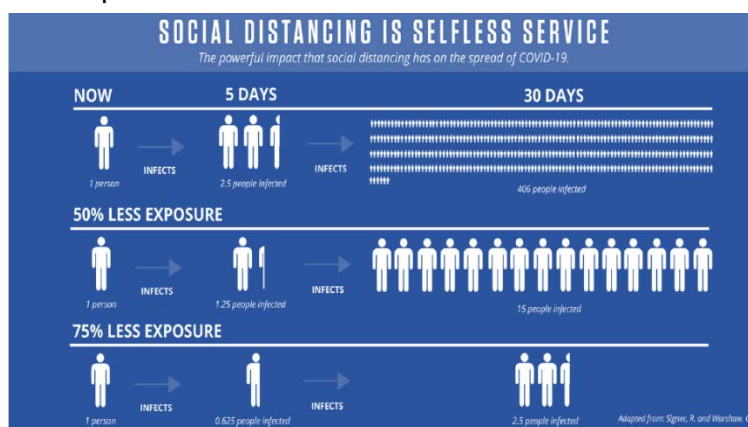 SOCIAL DISTANCING IS SELFLESS SERVICE
The powerful impact that social distancing has on the spread of COVID-19.
NOW 5 DAYS 30 DAYS
INFECTS INFECTS
1 person 2.5 people infected 406 people infected
50% LESS EXPOSURE
INFECTS INFECTS
1 person 1.25 people infected 15 people infected
75% LESS EXPOSURE
INFECTS INFECTS
1 person 0.625 people infected 2.5 people infected
Adapted from: Signer, R. and Warshaw.